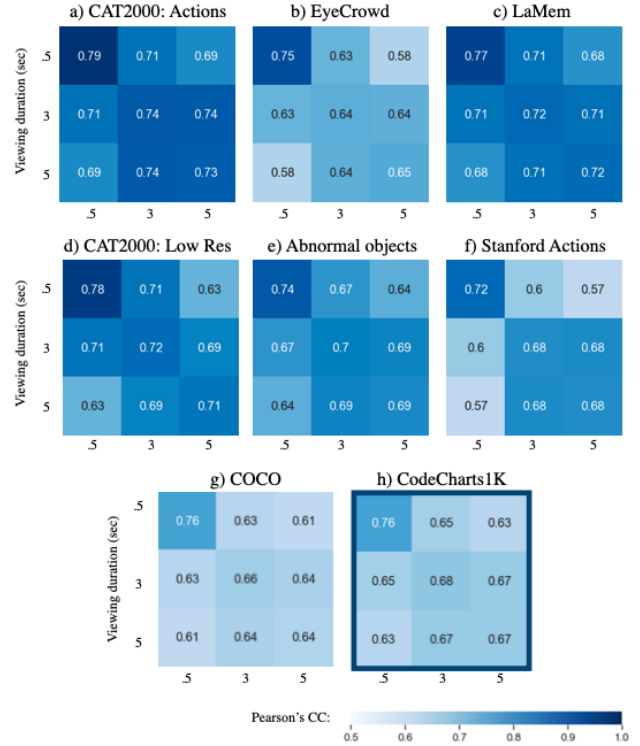 a) CAT2000: Actions b) EyeCrowd c) LaMem
Viewing duration (sec)
.5 0.79 0.71 0.69 0.75 0.63 0.58 0.77 0.71 0.68
3 0.71 0.74 0.74 0.63 0.64 0.64 0.71 0.72 0.71
5 0.69 0.74 0.73 0.58 0.64 0.65 0.68 0.71 0.72
.5 3 5 .5 3 5 .5 3 5
d) CAT2000: Low Res e) Abnormal objects f) Stanford Actions
Viewing duration (sec)
.5 0.78 0.71 0.63 0.74 0.67 0.64 0.72 0.6 0.57
3 0.71 0.72 0.69 0.67 0.7 0.69 0.6 0.68 0.68
5 0.63 0.69 0.71 0.64 0.69 0.69 0.57 0.68 0.68
.5 3 5 .5 3 5 .5 3 5
g) COCO h) CodeCharts1K
Viewing duration (sec)
.5 0.76 0.63 0.61 0.76 0.65 0.63
3 0.63 0.66 0.64 0.65 0.68 0.67
5 0.61 0.64 0.64 0.63 0.67 0.67
.5 3 5 .5 3 5
Pearson's CC:
0.5 0.6 0.7 0.8 0.9 1.0